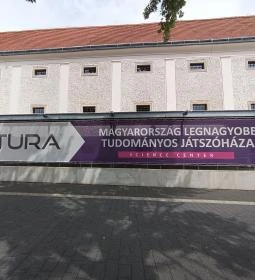 TURA
MAGYARORSZÁG LEGNAGYOBB
TUDOMÁNYOS JÁTSZÓHÁZA
SCIENCE CENTER